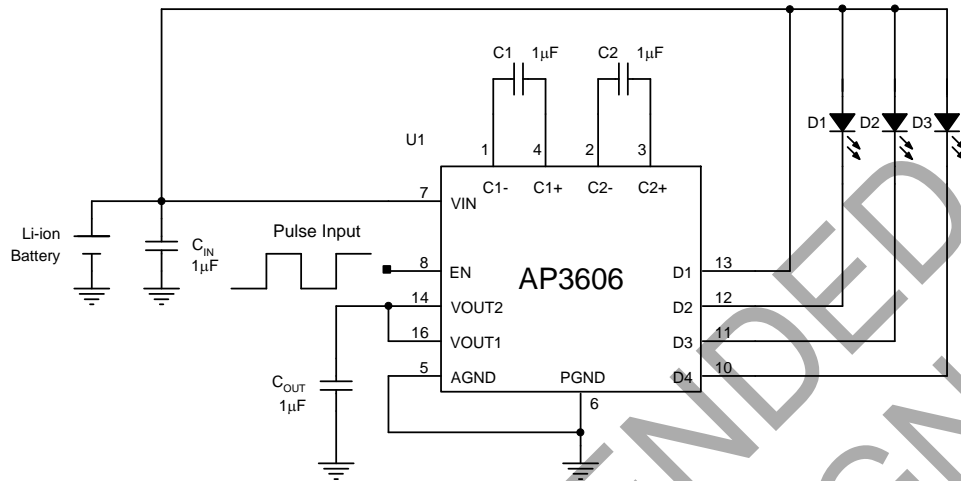 C1 1μF C2 1μF
D1 D2 D3
U1
1 4 2 3
C1- C1+ C2- C2+
7 VIN
Li-ion
Battery
CIN
1μF
Pulse Input
8 EN
AP3606
D1 13
14 VOUT2
D2 12
16 VOUT1
D3 11
5 AGND
PGND
D4 10
6
COUT
1μF
ENDED
GN